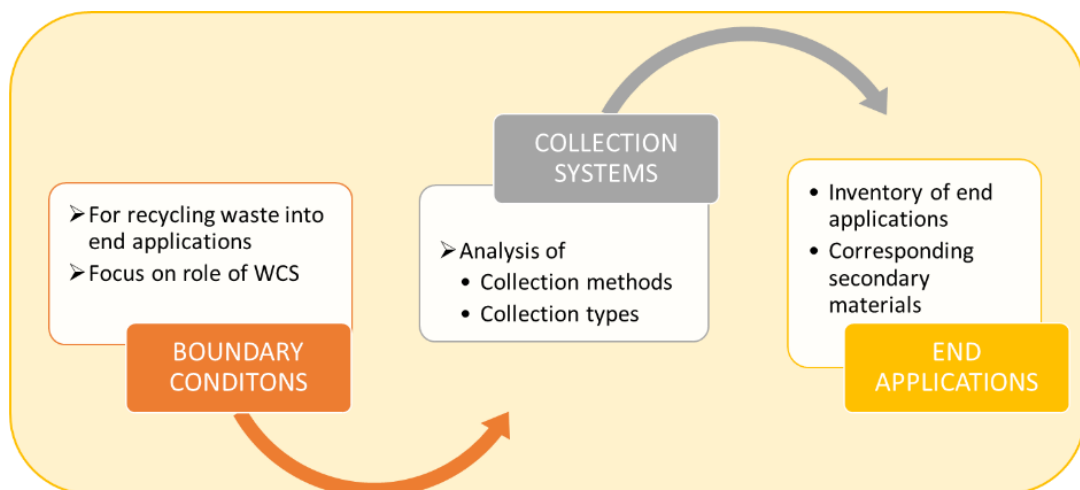 ➢For recycling waste into
end applications
➢Focus on role of WCS
BOUNDARY
CONDITONS
COLLECTION
SYSTEMS
➢Analysis of
• Collection methods
• Collection types
• Inventory of end
applications
• Corresponding
secondary
materials
END
APPLICATIONS